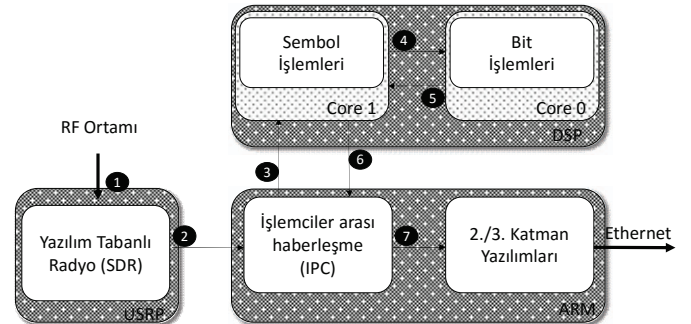 Sembol
İşlemleri
4
Bit
İşlemleri
5
Core 1
Core 0
DSP
RF Ortamı
1
3
6
Yazılım Tabanlı
Radyo (SDR)
USRP
2
İşlemciler arası
haberleşme
(IPC)
7
2./3. Katman
Yazılımları
ARM
Ethernet